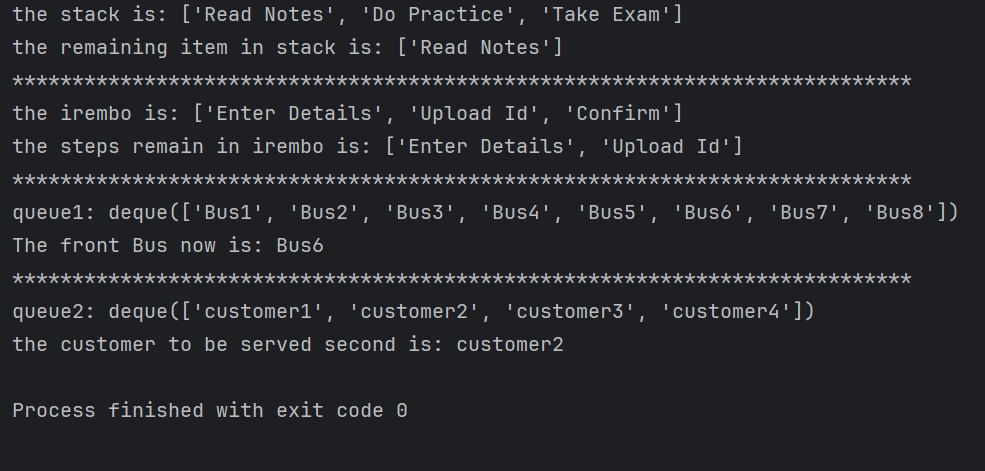 the stack is: ['Read Notes', 'Do Practice', 'Take Exam']
the remaining item in stack is: ['Read Notes']
***************************************************************************
the irembo is: ['Enter Details', 'Upload Id', 'Confirm']
the steps remain in irembo is: ['Enter Details', 'Upload Id']
***************************************************************************
queue1: deque(['Bus1', 'Bus2', 'Bus3', 'Bus4', 'Bus5', 'Bus6', 'Bus7', 'Bus8'])
The front Bus now is: Bus6
***************************************************************************
queue2: deque(['customer1', 'customer2', 'customer3', 'customer4'])
the customer to be served second is: customer2
Process finished with exit code 0